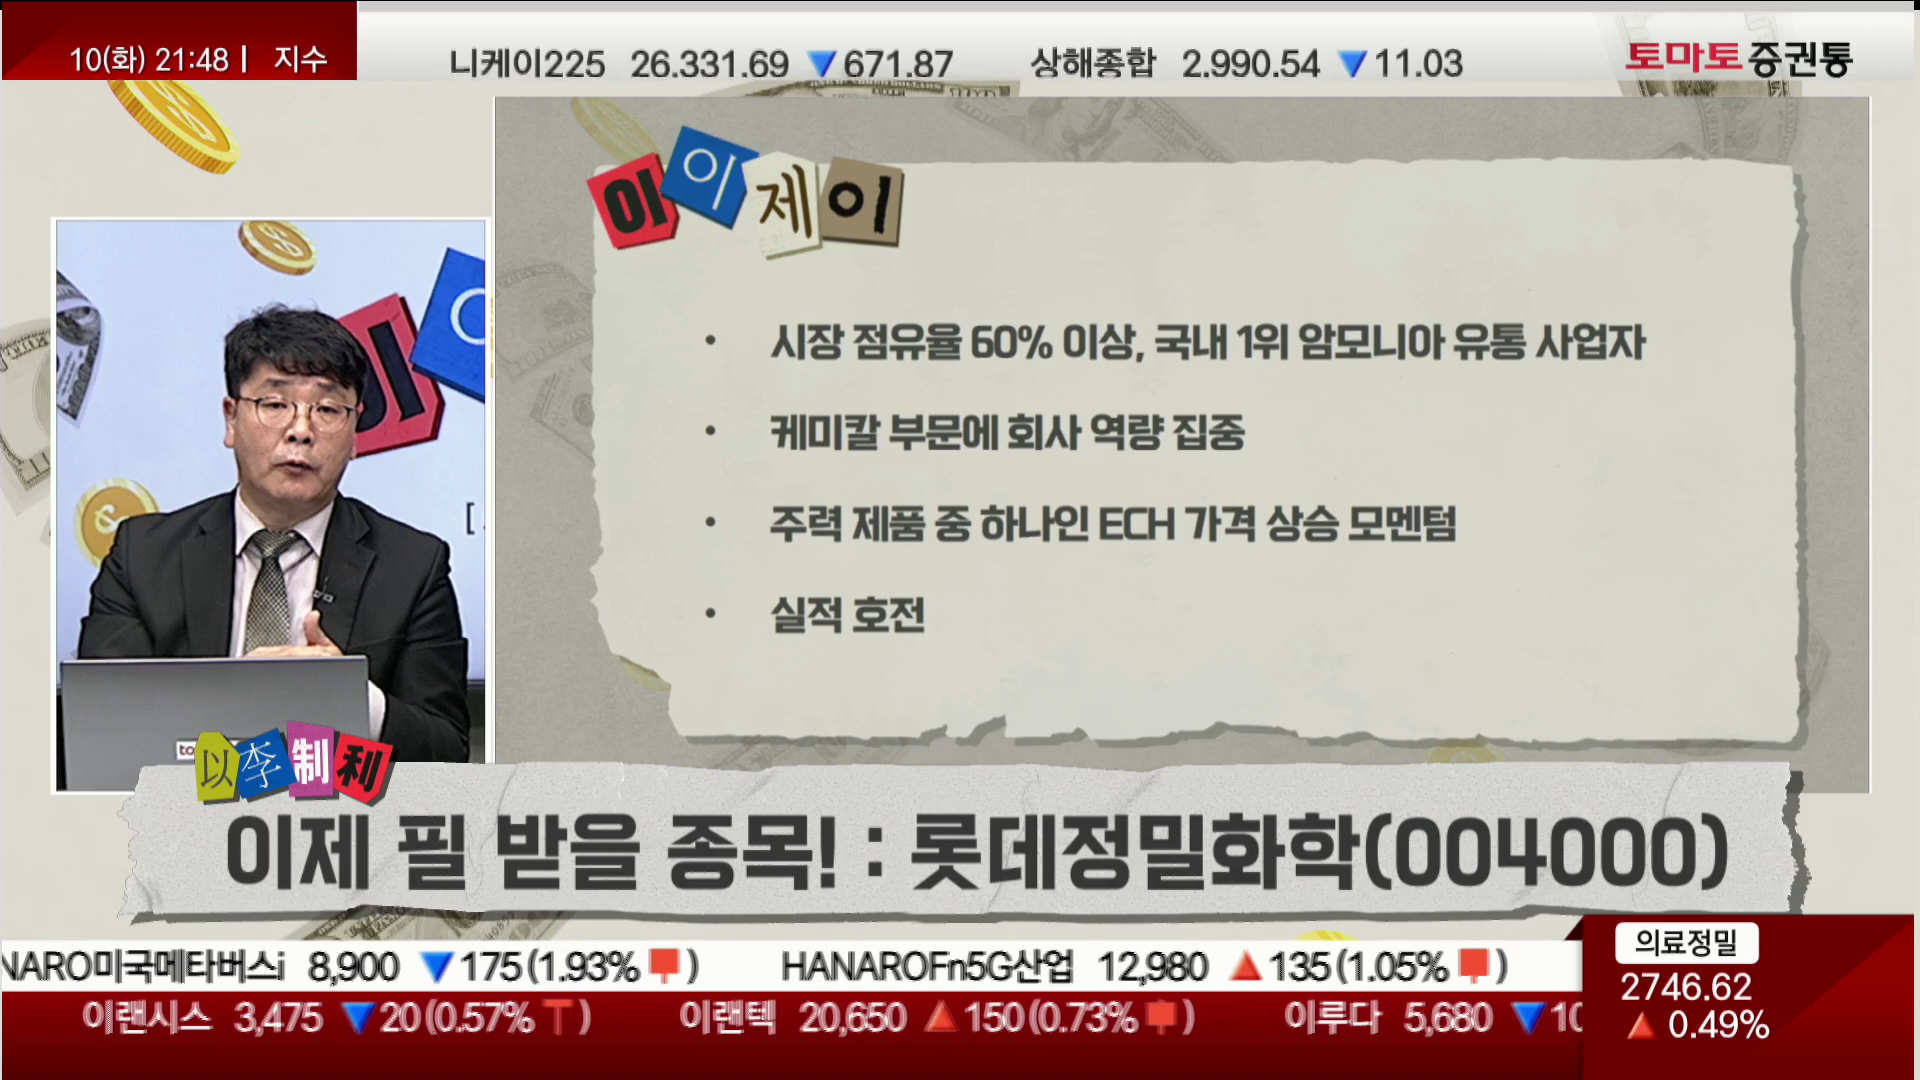 10(화) 21:48 | 지수
니케이225 26.331.69 ▼671.87 상해종합 2.990.54 ▼11.03
토마토증권통
이이제이
• 시장 점유율 60% 이상, 국내 1위 암모니아 유통 사업자
• 케미칼 부문에 회사 역량 집중
• 주력 제품 중 하나인 ECH 가격 상승 모멘텀
• 실적 호전
以李制利
이제 필 받을 종목! : 롯데정밀화학(004000)
NARO미국메타버스i 8,900 ▼175(1.93%) HANAROFn5G산업 12,980 ▲135(1.05%)
이랜시스 3,475 ▼20(0.57%) 이랜텍 20,650 ▲150(0.73%) 이루다 5,680 ▼10
의료정밀
2746.62
▲ 0.49%